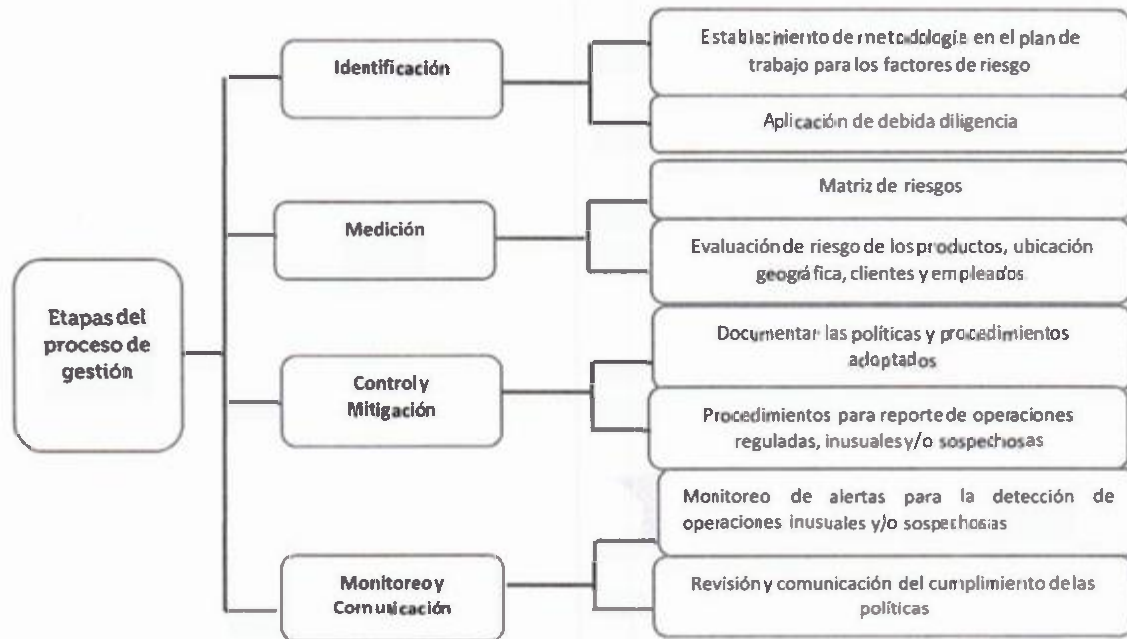 Etapas del
proceso de
gestión
Identificación
Establecimiento de metodología en el plan de
trabajo para los factores de riesgo
Aplicación de debida diligencia
Medición
Matriz de riesgos
Evaluación de riesgo de los productos, ubicación
geográfica, clientes y empleados
Control y
Mitigación
Documentar las políticas y procedimientos
adoptados
Procedimientos para reporte de operaciones
reguladas, inusuales y/o sospechosas
Monitoreo y
Comunicación
Monitoreo de alertas para la detección de
operaciones inusuales y/o sospechosas
Revisión y comunicación del cumplimiento de las
políticas